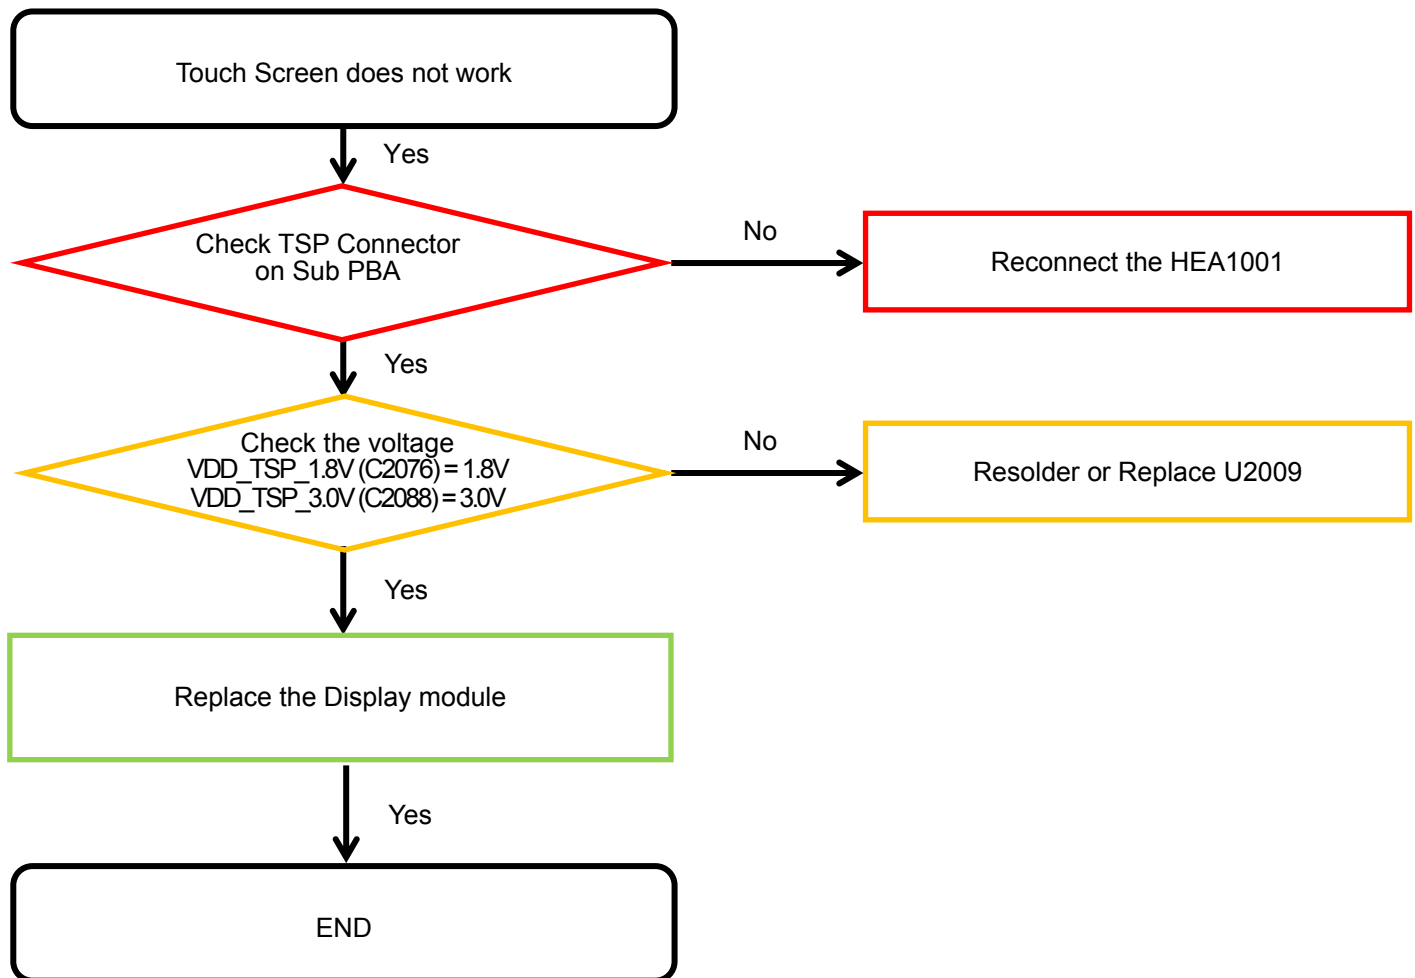 Touch Screen does not work
Yes
Check TSP Connector
on Sub PBA
No
Reconnect the HEA1001
Yes
Check the voltage
VDD_TSP_1.8V (C2076) = 1.8V
VDD_TSP_3.0V (C2088) = 3.0V
No
Resolder or Replace U2009
Yes
Replace the Display module
Yes
END